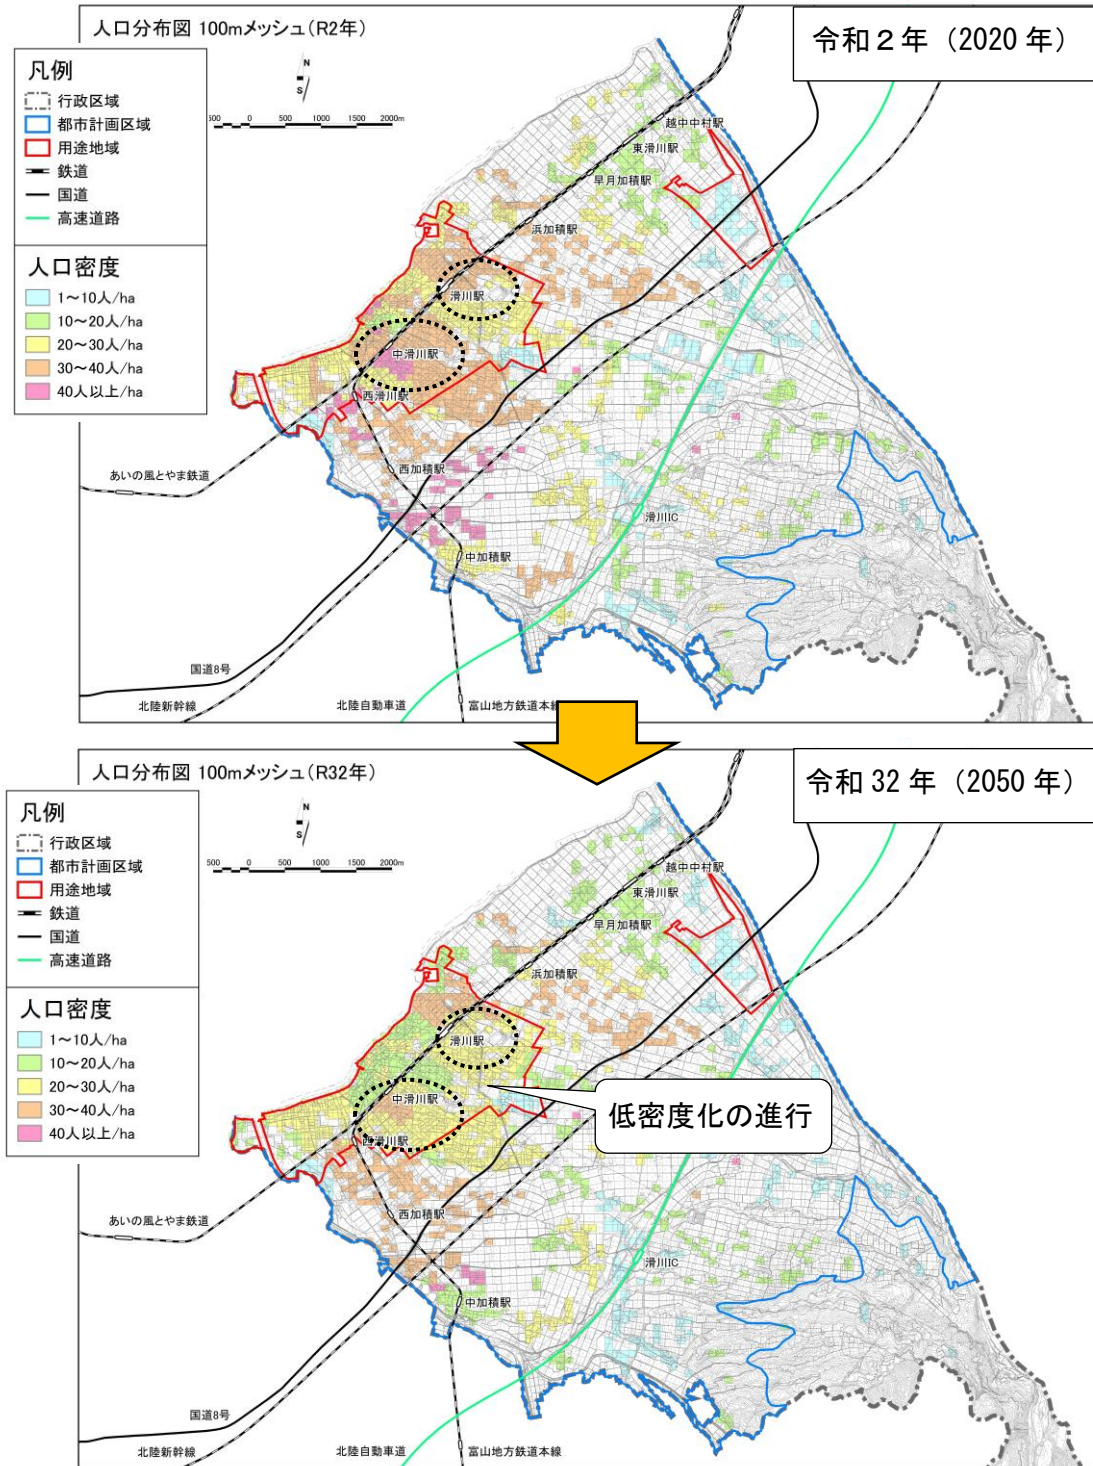 人口分布図 100mメッシュ(R2年)
令和２年（2020 年）
凡例
行政区域
都市計画区域
用途地域
鉄道
国道
高速道路
人口密度
1～10人/ha
10～20人/ha
20～30人/ha
30～40人/ha
40人以上/ha
N
S
500 0 500 1000 1500 2000m
越中中村駅
東滑川駅
早月加積駅
浜加積駅
滑川駅
中滑川駅
西滑川駅
西加積駅
あいの風とやま鉄道
滑川IC
中加積駅
国道8号
北陸新幹線
北陸自動車道
富山地方鉄道本線
人口分布図 100mメッシュ(R32年)
令和 32 年（2050 年）
凡例
行政区域
都市計画区域
用途地域
鉄道
国道
高速道路
人口密度
1～10人/ha
10～20人/ha
20～30人/ha
30～40人/ha
40人以上/ha
N
S
500 0 500 1000 1500 2000m
越中中村駅
東滑川駅
早月加積駅
浜加積駅
滑川駅
中滑川駅
低密度化の進行
西滑川駅
西加積駅
あいの風とやま鉄道
滑川IC
中加積駅
国道8号
北陸新幹線
北陸自動車道
富山地方鉄道本線